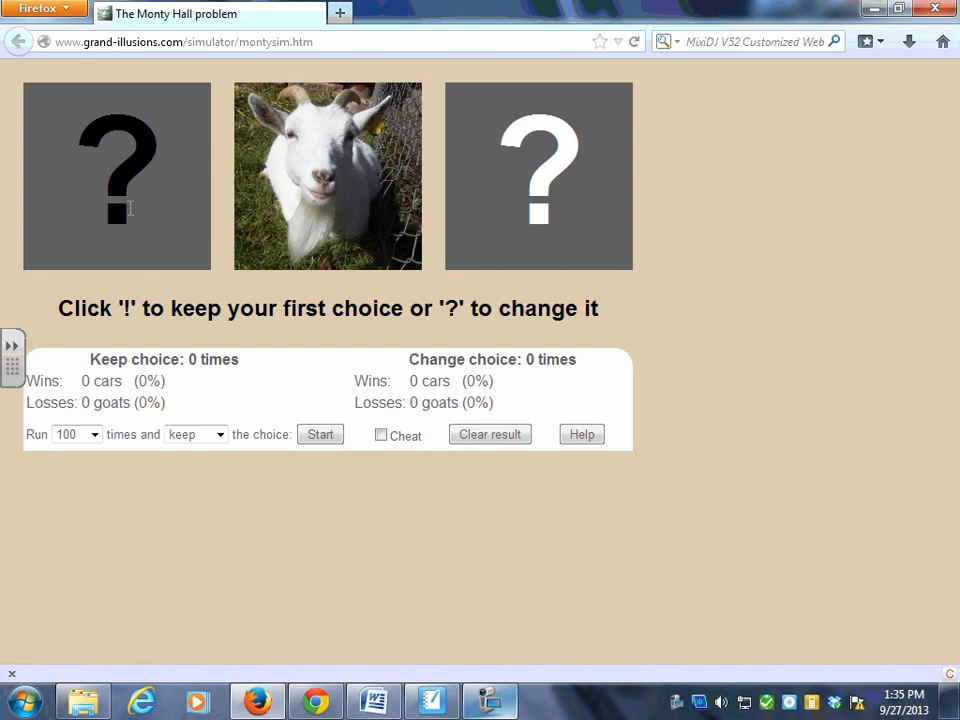 Firefox
The Monty Hall problem
www.grand-illusions.com/simulator/montysim.htm
MixiDJ V52 Customized Web
? ?
Click '!' to keep your first choice or '?' to change it
Keep choice: 0 times Change choice: 0 times
Wins: 0 cars (0%) Wins: 0 cars (0%)
Losses: 0 goats (0%) Losses: 0 goats (0%)
Run 100 times and keep the choice: Start Cheat Clear result Help
x
1:35 PM
9/27/2013